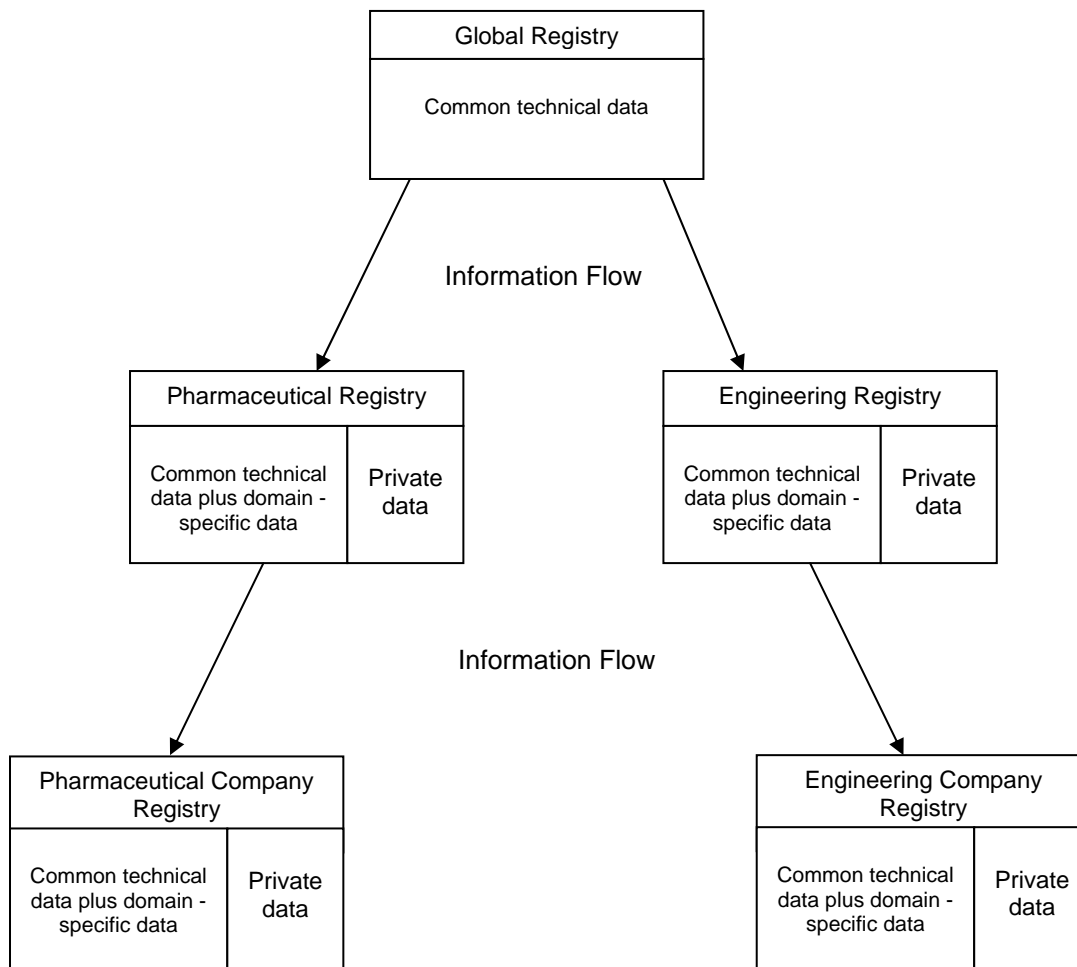 Global Registry
Common technical data
Information Flow
Pharmaceutical Registry
Common technical
data plus domain -
specific data
Private
data
Engineering Registry
Common technical
data plus domain -
specific data
Private
data
Information Flow
Pharmaceutical Company
Registry
Common technical
data plus domain -
specific data
Private
data
Engineering Company
Registry
Common technical
data plus domain -
specific data
Private
data